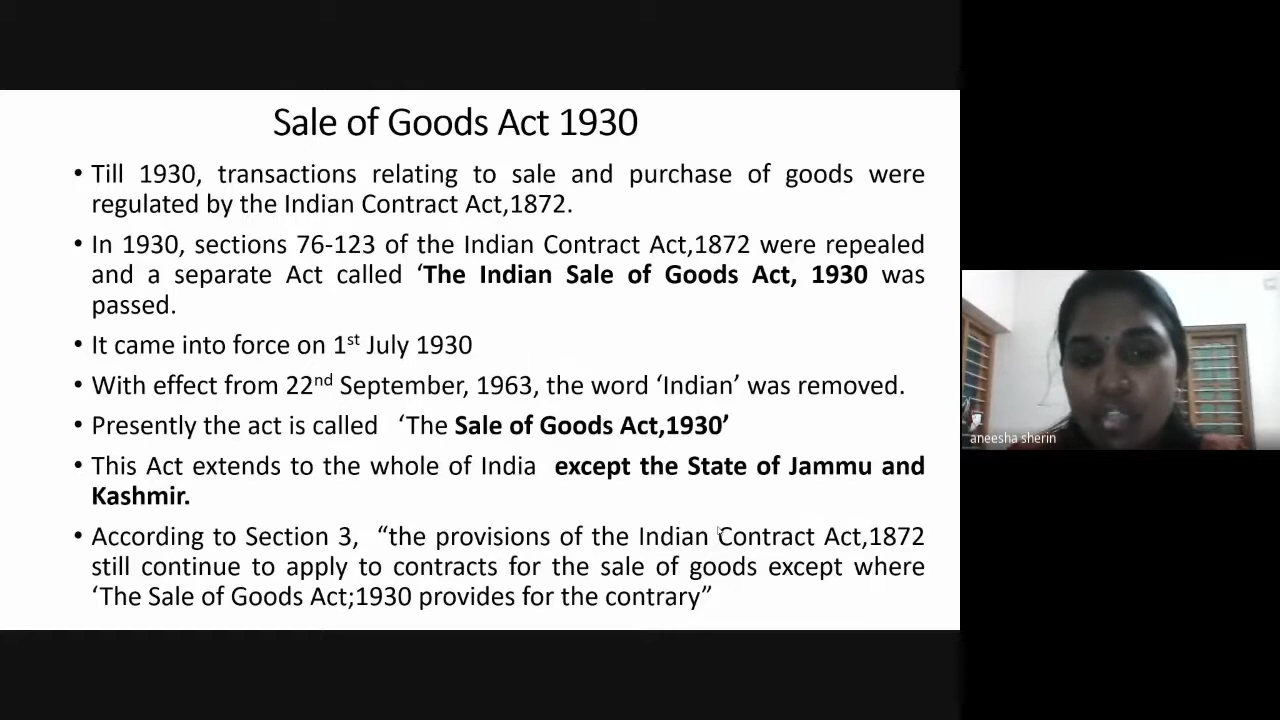 Sale of Goods Act 1930
• Till 1930, transactions relating to sale and purchase of goods were
regulated by the Indian Contract Act,1872.
• In 1930, sections 76-123 of the Indian Contract Act,1872 were repealed
and a separate Act called ‘The Indian Sale of Goods Act, 1930 was
passed.
• It came into force on 1st July 1930
• With effect from 22nd September, 1963, the word ‘Indian’ was removed.
• Presently the act is called ‘The Sale of Goods Act,1930’
• This Act extends to the whole of India except the State of Jammu and
Kashmir.
• According to Section 3, “the provisions of the Indian Contract Act,1872
still continue to apply to contracts for the sale of goods except where
‘The Sale of Goods Act;1930 provides for the contrary”
aneesha sherin